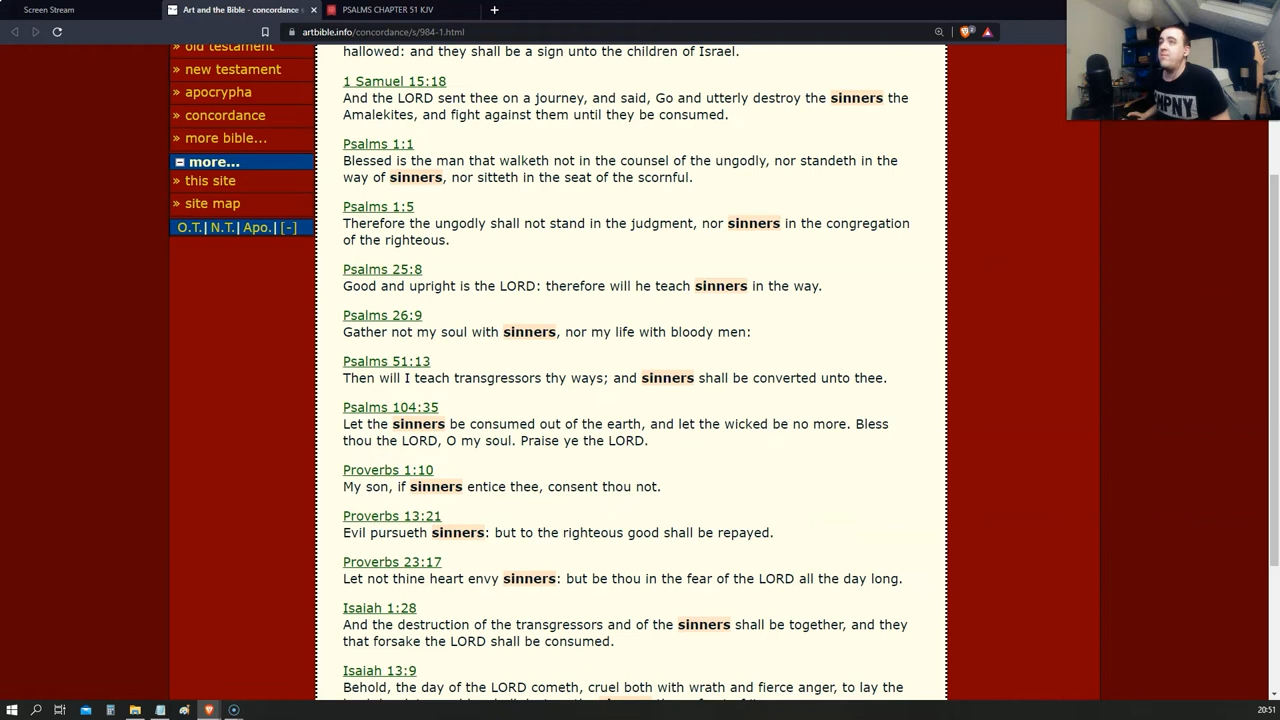 Screen Stream
Art and the Bible - concordance s
PSALMS CHAPTER 51 KJV
artbible.info/concordance/s/984-1.html
» old testament
» new testament
» apocrypha
» concordance
» more bible...
more...
» this site
» site map
O.T.| N.T.| Apo.| [-]
hallowed: and they shall be a sign unto the children of Israel.
1 Samuel 15:18
And the LORD sent thee on a journey, and said, Go and utterly destroy the sinners the
Amalekites, and fight against them until they be consumed.
Psalms 1:1
Blessed is the man that walketh not in the counsel of the ungodly, nor standeth in the
way of sinners, nor sitteth in the seat of the scornful.
Psalms 1:5
Therefore the ungodly shall not stand in the judgment, nor sinners in the congregation
of the righteous.
Psalms 25:8
Good and upright is the LORD: therefore will he teach sinners in the way.
Psalms 26:9
Gather not my soul with sinners, nor my life with bloody men:
Psalms 51:13
Then will I teach transgressors thy ways; and sinners shall be converted unto thee.
Psalms 104:35
Let the sinners be consumed out of the earth, and let the wicked be no more. Bless
thou the LORD, O my soul. Praise ye the LORD.
Proverbs 1:10
My son, if sinners entice thee, consent thou not.
Proverbs 13:21
Evil pursueth sinners: but to the righteous good shall be repayed.
Proverbs 23:17
Let not thine heart envy sinners: but be thou in the fear of the LORD all the day long.
Isaiah 1:28
And the destruction of the transgressors and of the sinners shall be together, and they
that forsake the LORD shall be consumed.
Isaiah 13:9
Behold, the day of the LORD cometh, cruel both with wrath and fierce anger, to lay the
20:51